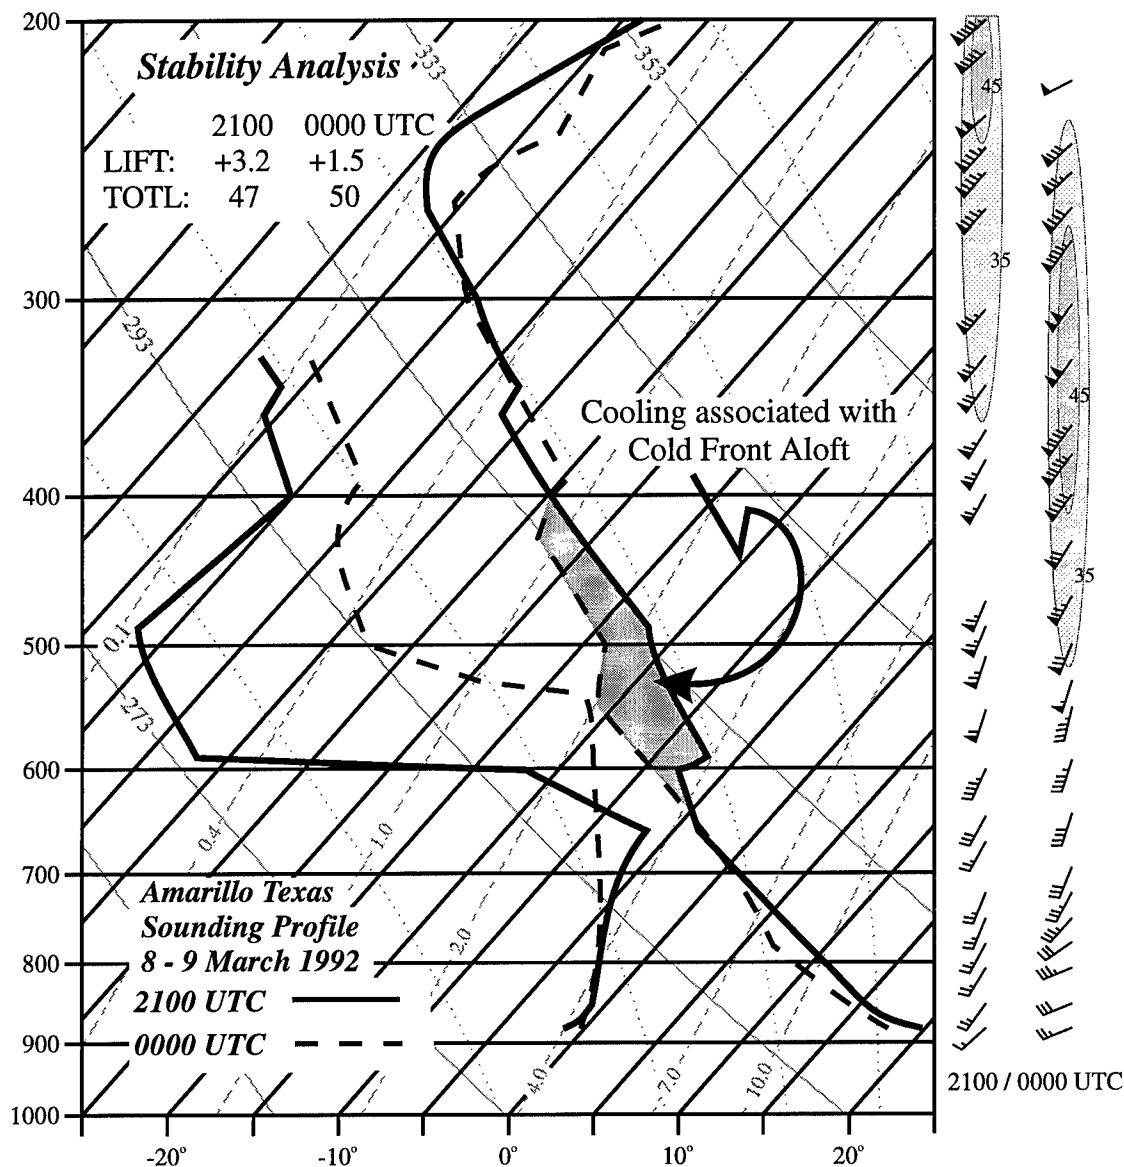 200
Stability Analysis
333
353
2100 0000 UTC
LIFT: +3.2 +1.5
TOTL: 47 50
45
35
300
293
45
Cooling associated with
Cold Front Aloft
400
35
0.1
500
273
600
0.4
1.0
700
Amarillo Texas
Sounding Profile
8 - 9 March 1992
2.0
800
2100 UTC
0000 UTC
900
4.0
7.0
10.0
2100 / 0000 UTC
1000
-20° -10° 0° 10° 20°